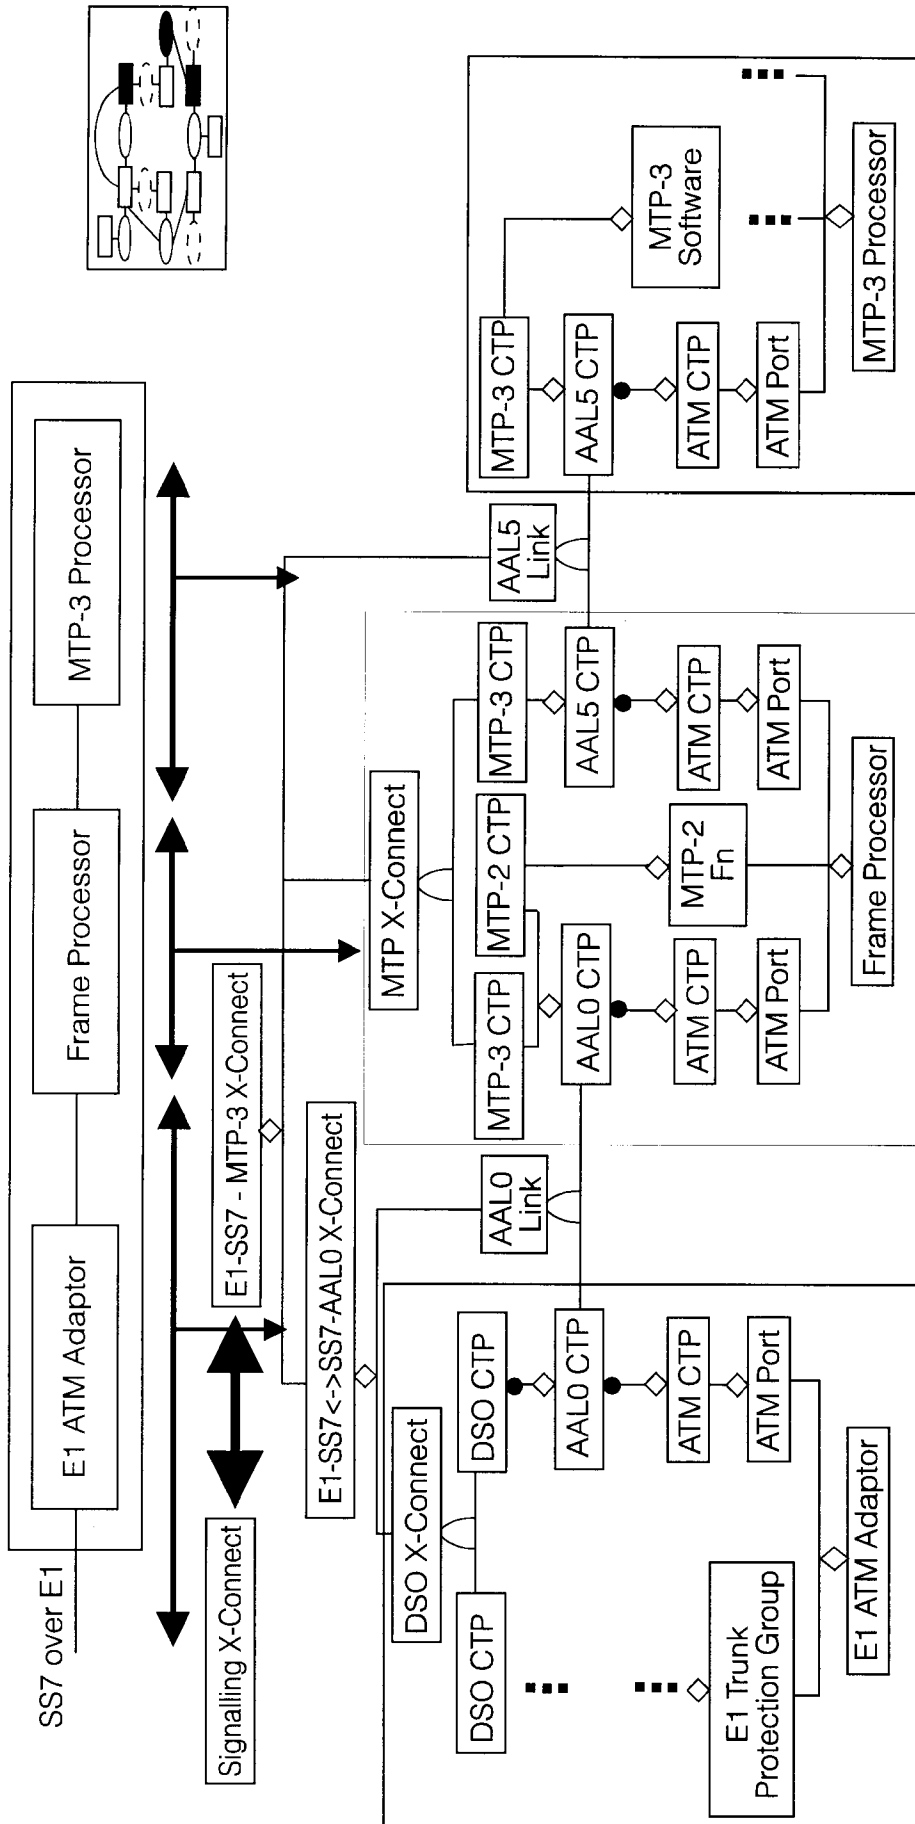 SS7 over E1
E1 ATM Adaptor
Frame Processor
MTP-3 Processor
Signalling X-Connect
E1-SS7 - MTP-3 X-Connect
E1-SS7<->SS7-AAL0 X-Connect
DSO X-Connect
MTP X-Connect
DSO CTP
DSO CTP
AAL0
Link
MTP-3 CTP
MTP-2 CTP
MTP-3 CTP
AAL5
Link
MTP-3 CTP
AAL0 CTP
AAL0 CTP
AAL5 CTP
AAL5 CTP
MTP-3
Software
E1 Trunk
Protection Group
ATM CTP
ATM CTP
MTP-2
Fn
ATM CTP
ATM CTP
ATM Port
ATM Port
ATM Port
ATM Port
E1 ATM Adaptor
Frame Processor
MTP-3 Processor